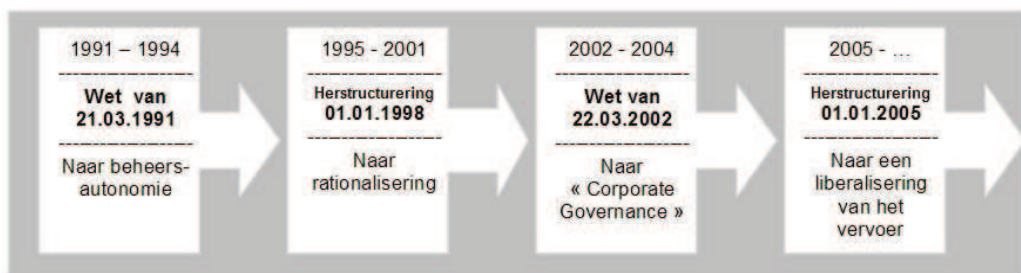 1991 – 1994
----------------------
Wet van
21.03.1991
----------------------
Naar beheers-
autonomie
1995 - 2001
----------------------
Herstructurering
01.01.1998
----------------------
Naar
rationalisering
2002 - 2004
----------------------
Wet van
22.03.2002
----------------------
Naar
« Corporate
Governance »
2005 - ...
----------------------
Herstructurering
01.01.2005
----------------------
Naar een
liberalisering
van het
vervoer